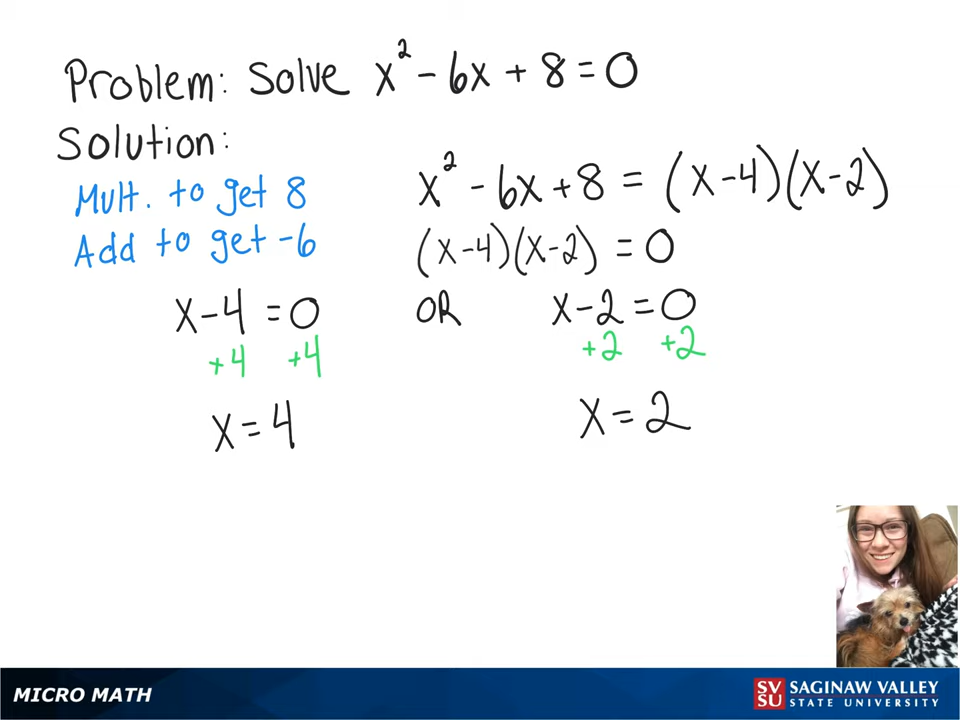 Problem: Solve x² - 6x + 8 = 0
Solution:
Mult. to get 8
Add to get -6
x² - 6x + 8 = (x-4)(x-2)
(x-4)(x-2) = 0
x-4 = 0 OR x-2 = 0
+4 +4 +2 +2
x = 4 x = 2
MICRO MATH
SV
SU
SAGINAW VALLEY
STATE UNIVERSITY